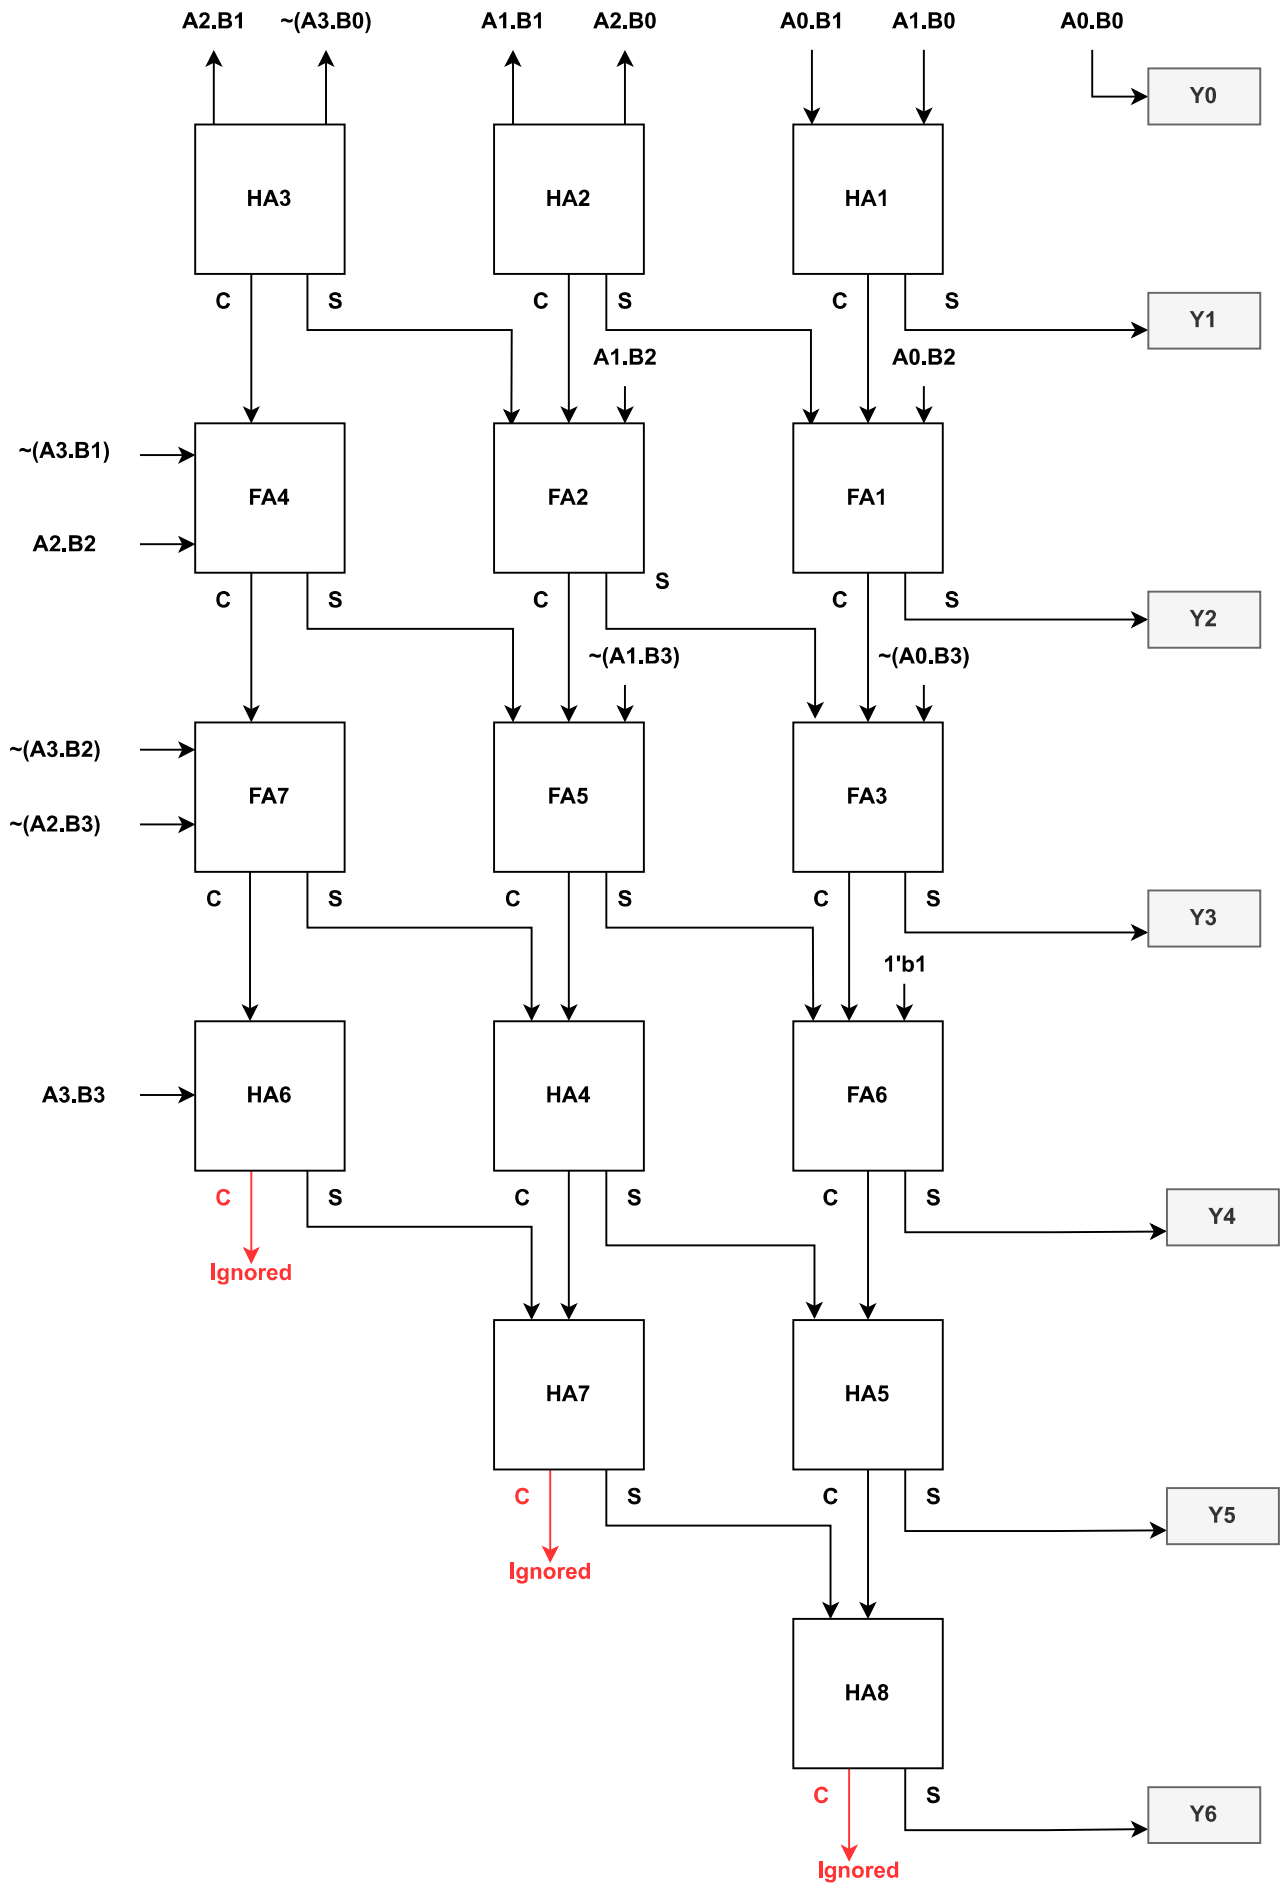 A2.B1 ~(A3.B0) A1.B1 A2.B0 A0.B1 A1.B0 A0.B0
Y0
HA3 HA2 HA1
C S C S C S
Y1
A1.B2 A0.B2
~(A3.B1)
FA4 FA2 FA1
A2.B2
S
C S C C S
Y2
~(A1.B3) ~(A0.B3)
~(A3.B2)
FA7 FA5 FA3
~(A2.B3)
C S C S C S
Y3
1'b1
A3.B3 HA6 HA4 FA6
C S C S C S
Y4
Ignored
HA7 HA5
C S C S
Y5
Ignored
HA8
C S
Y6
Ignored